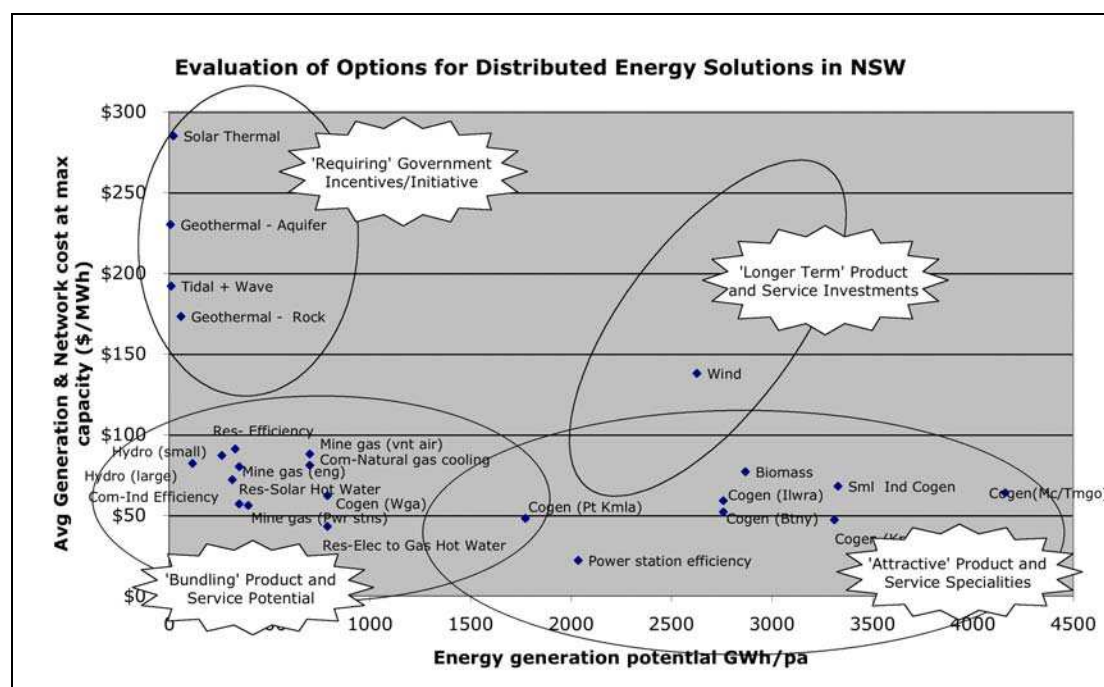 Evaluation of Options for Distributed Energy Solutions in NSW
Avg Generation & Network cost at max
capacity ($/MWh)
$300
$250
$200
$150
$100
$50
$0
Solar Thermal
'Requiring' Government
Incentives/Initiative
Geothermal - Aquifer
Tidal + Wave
Geothermal - Rock
'Longer Term' Product
and Service Investments
Wind
Res- Efficiency
Mine gas (vnt air)
Hydro (small)
Com-Natural gas cooling
Hydro (large)
Mine gas (eng)
Biomass
Res-Solar Hot Water
Sml Ind Cogen
Com-Ind Efficiency
Cogen (Wga)
Cogen (Ilwra)
Cogen(Mc/Tmgo)
Mine gas (Pwr stns)
Cogen (Pt Kmla)
Cogen (Btny)
Res-Elec to Gas Hot Water
Cogen
Power station efficiency
'Bundling' Product and
Service Potential
'Attractive' Product and
Service Specialities
0
1000
1500
2000
2500
3000
3500
4000
4500
Energy generation potential GWh/pa